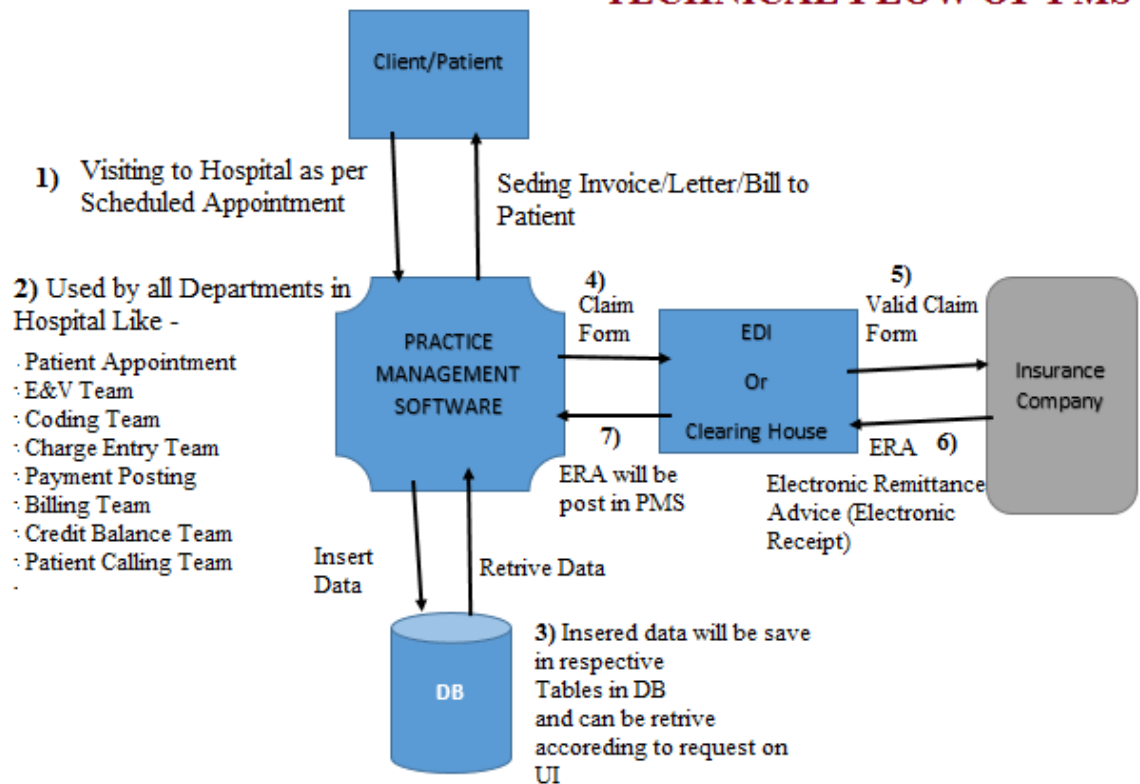 TECHNICAL FLOW OF PMS
Client/Patient
1) Visiting to Hospital as per
Scheduled Appointment
Seding Invoice/Letter/Bill to
Patient
2) Used by all Departments in
Hospital Like -
· Patient Appointment
· E&V Team
· Coding Team
· Charge Entry Team
· Payment Posting
· Billing Team
· Credit Balance Team
· Patient Calling Team
PRACTICE
MANAGEMENT
SOFTWARE
4)
Claim
Form
EDI
Or
Clearing House
5)
Valid Claim
Form
Insurance
Company
ERA 6)
Electronic Remittance
Advice (Electronic
Receipt)
7)
ERA will be
post in PMS
Insert
Data
Retrive Data
DB
3) Insered data will be save
in respective
Tables in DB
and can be retrive
accoreding to request on
UI